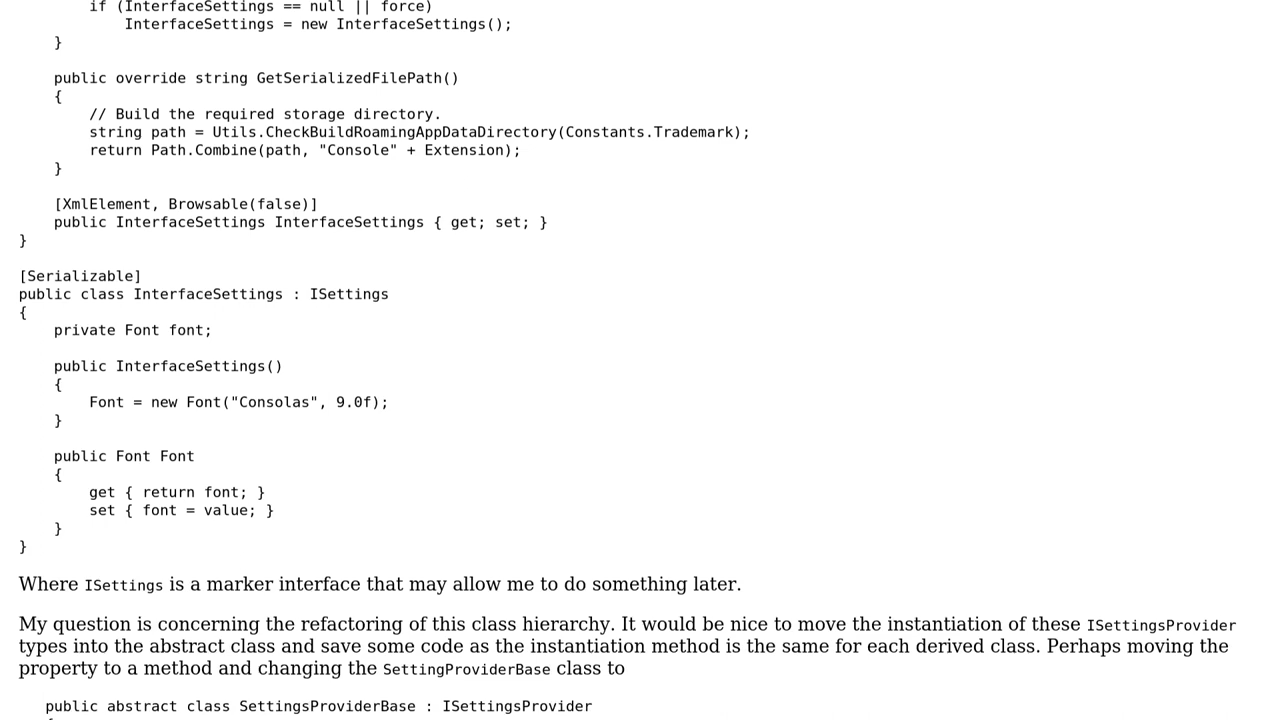 if (InterfaceSettings == null || force)
            InterfaceSettings = new InterfaceSettings();
    }

    public override string GetSerializedFilePath()
    {
        // Build the required storage directory.
        string path = Utils.CheckBuildRoamingAppDataDirectory(Constants.Trademark);
        return Path.Combine(path, "Console" + Extension);
    }

    [XmlElement, Browsable(false)]
    public InterfaceSettings InterfaceSettings { get; set; }
}

[Serializable]
public class InterfaceSettings : ISettings
{
    private Font font;

    public InterfaceSettings()
    {
        Font = new Font("Consolas", 9.0f);
    }

    public Font Font
    {
        get { return font; }
        set { font = value; }
    }
}
Where ISettings is a marker interface that may allow me to do something later.
My question is concerning the refactoring of this class hierarchy. It would be nice to move the instantiation of these ISettingsProvider
types into the abstract class and save some code as the instantiation method is the same for each derived class. Perhaps moving the
property to a method and changing the SettingProviderBase class to
   public abstract class SettingsProviderBase : ISettingsProvider